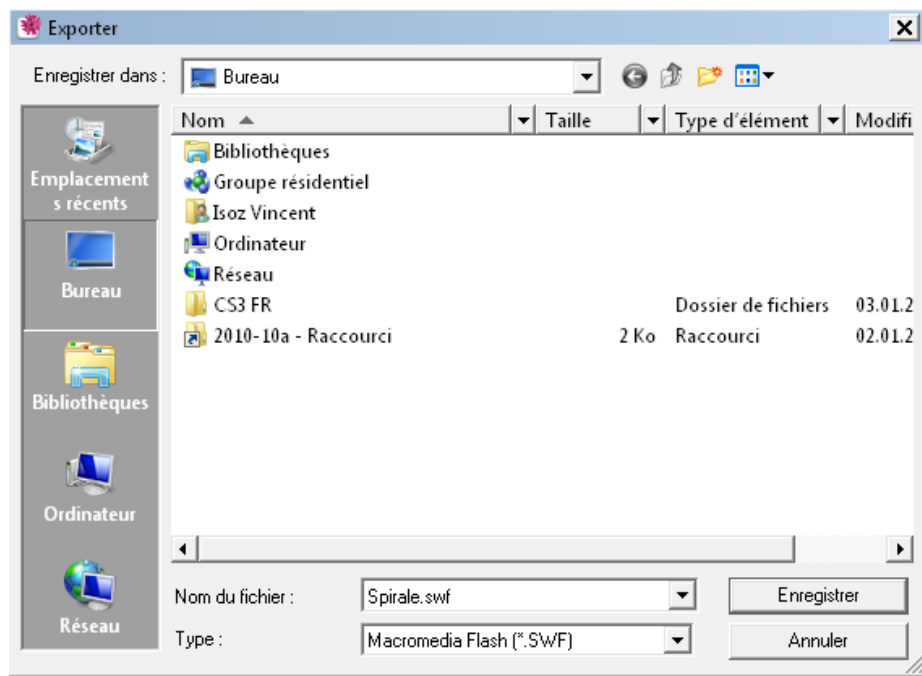 Exporter
Enregistrer dans :
Bureau
Nom Taille Type d'élément Modifi
Emplacement
s récents
Bureau
Bibliothèques
Ordinateur
Réseau
Bibliothèques
Groupe résidentiel
Isoz Vincent
Ordinateur
Réseau
CS3 FR Dossier de fichiers 03.01.2
2010-10a - Raccourci 2 Ko Raccourci 02.01.2
Nom du fichier : Spirale.swf Enregistrer
Type : Macromedia Flash (*.SWF) Annuler